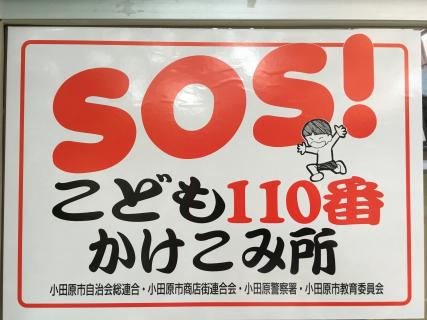 SOS!
こども110番
かけこみ所
小田原市自治会総連合・小田原市商店街連合会・小田原警察署・小田原市教育委員会